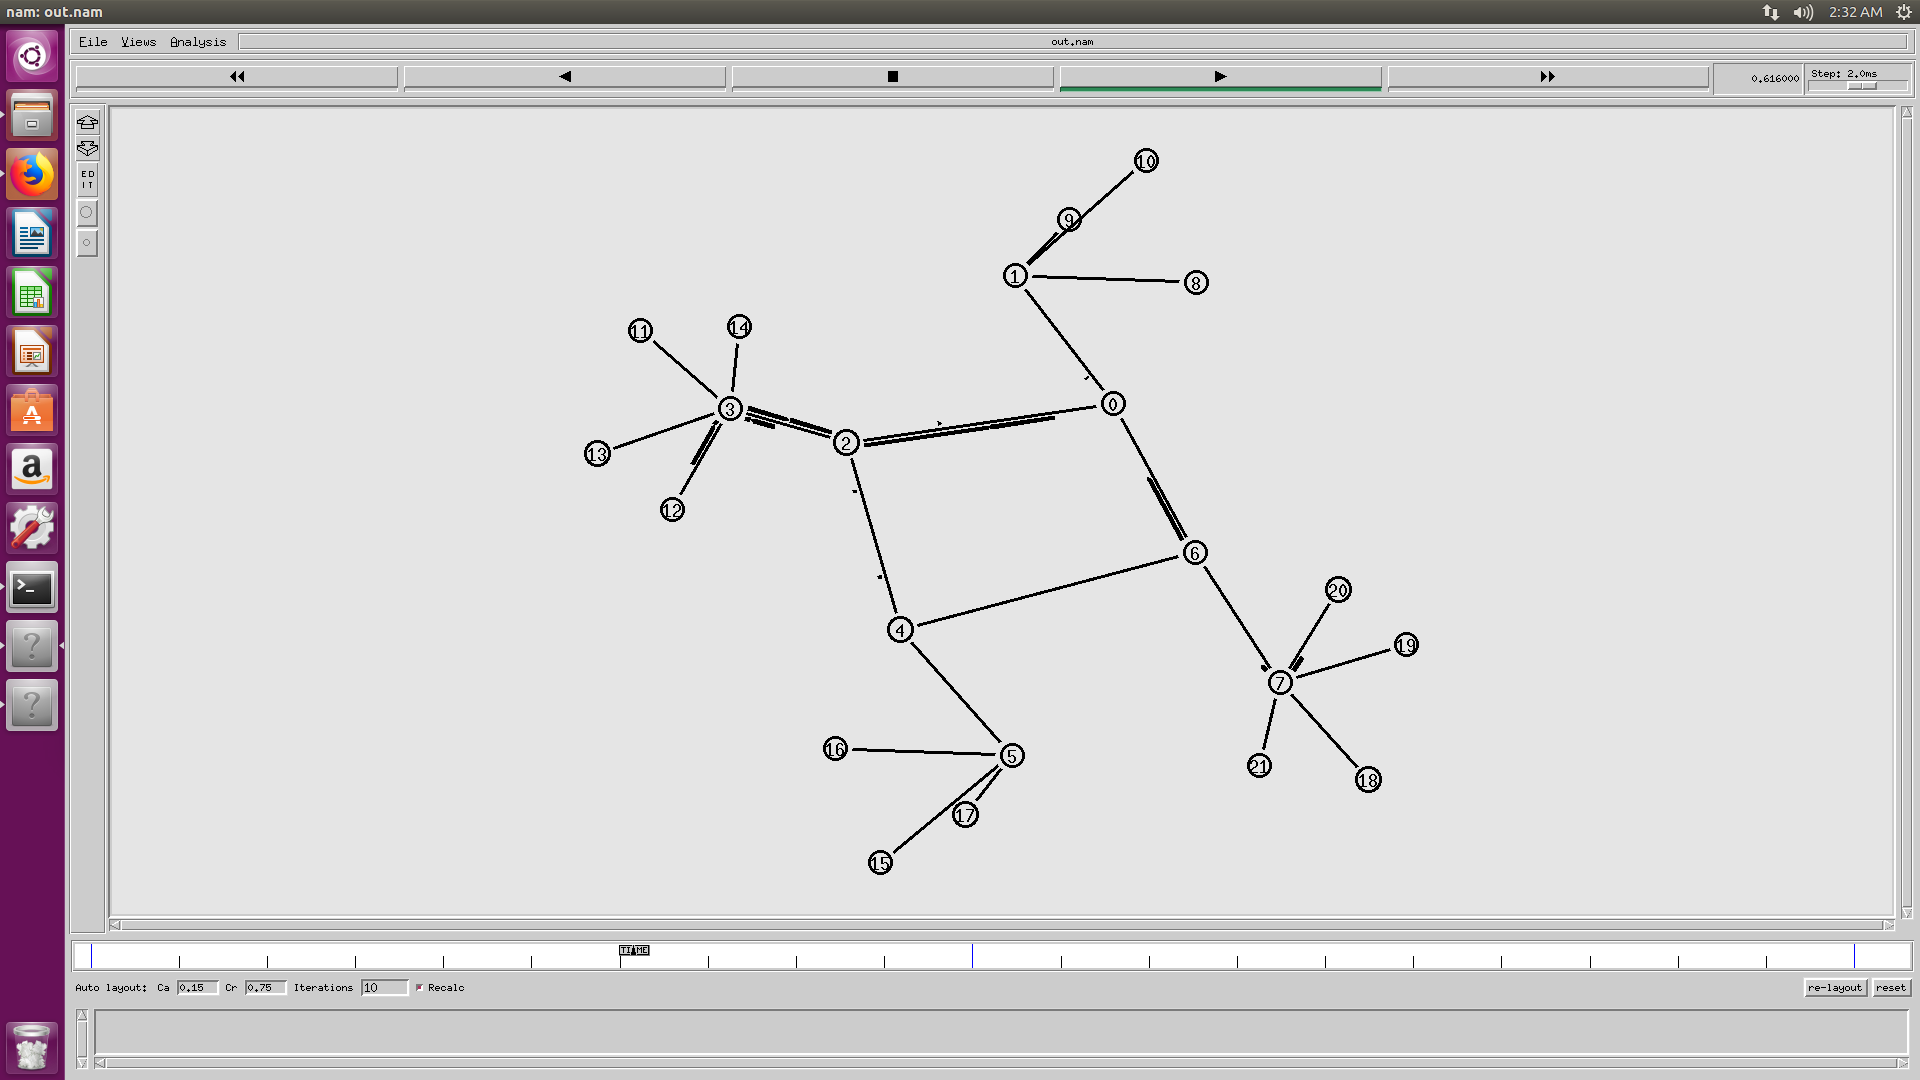 nam: out.nam
2:32 AM
File Views Analysis
out.nam
0.616000
Step: 2.0ms
ED
IT
10
9
1
8
11
14
3
0
2
13
12
6
20
4
19
7
16
5
21
18
17
15
TIME
Auto layout: Ca 0.15 Cr 0.75 Iterations 10 Recalc
re-layout
reset